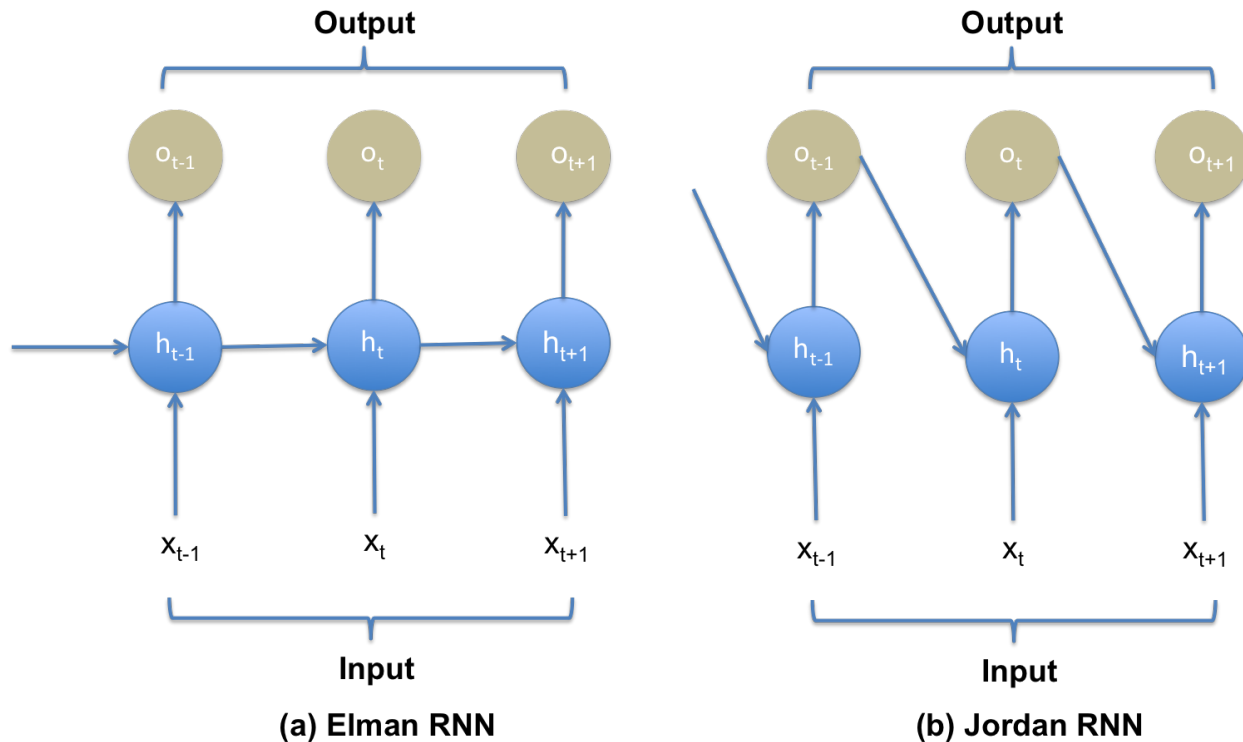 Output
o_{t-1} o_t o_{t+1}
h_{t-1} h_t h_{t+1}
x_{t-1} x_t x_{t+1}
Input
(a) Elman RNN
Output
o_{t-1} o_t o_{t+1}
h_{t-1} h_t h_{t+1}
x_{t-1} x_t x_{t+1}
Input
(b) Jordan RNN